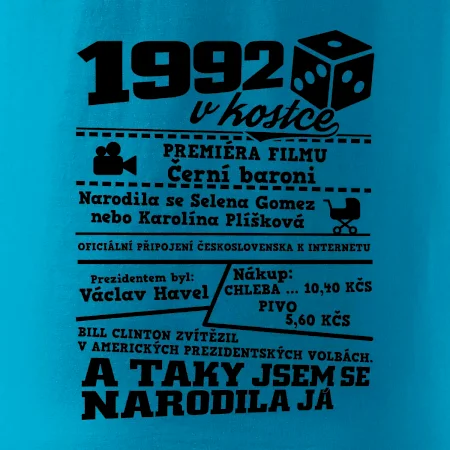 1992
v kostce
PREMIÉRA FILMU
Černí baroni
Narodila se Selena Gomez
nebo Karolína Plíšková
OFICIÁLNÍ PŘIPOJENÍ ČESKOSLOVENSKA K INTERNETU
Prezidentem byl:
Václav Havel
Nákup:
CHLEBA ... 10,40 KČS
PIVO
5,60 KČS
BILL CLINTON ZVÍTĚZIL
V AMERICKÝCH PREZIDENTSKÝCH VOLBÁCH.
A TAKY JSEM SE
NARODILA JÁ